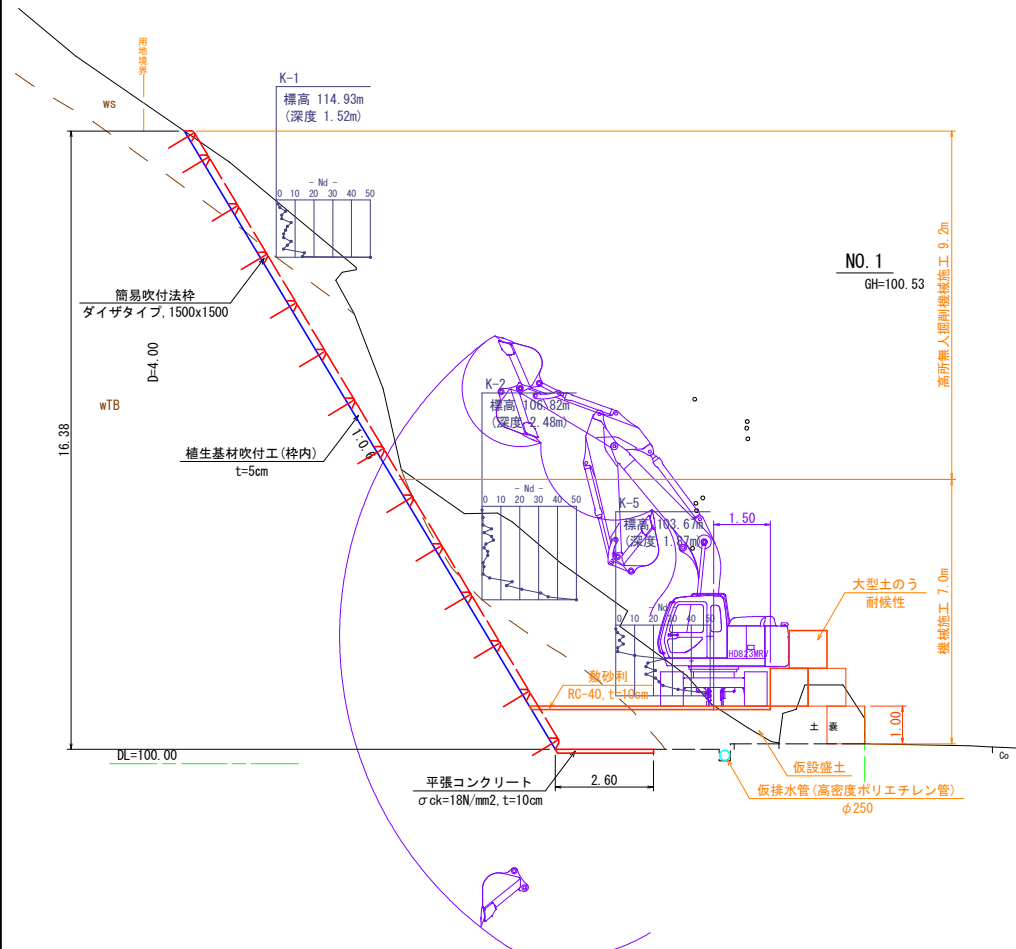 用地境界
ws
K-1
標高 114.93m
(深度 1.52m)
- Nd -
0 10 20 30 40 50
簡易吹付法枠
ダイザタイプ, 1500x1500
D=4.00
wTB
16.38
植生基材吹付工(枠内)
t=5cm
1:0.6
NO. 1
GH=100.53
高所無人掘削機械施工 9.2m
K-2
標高 106.82m
(深度 2.48m)
- Nd -
0 10 20 30 40 50
K-5
標高 103.67m
(深度 1.87m)
- Nd -
0 10 20 30 40 50
1.50
大型土のう
耐候性
機械施工 7.0m
HD823MRV
敷砂利
RC-40, t=10cm
土 嚢
1.00
Co
DL=100.00
平張コンクリート
σck=18N/mm2, t=10cm
2.60
仮設盛土
仮排水管(高密度ポリエチレン管)
φ250